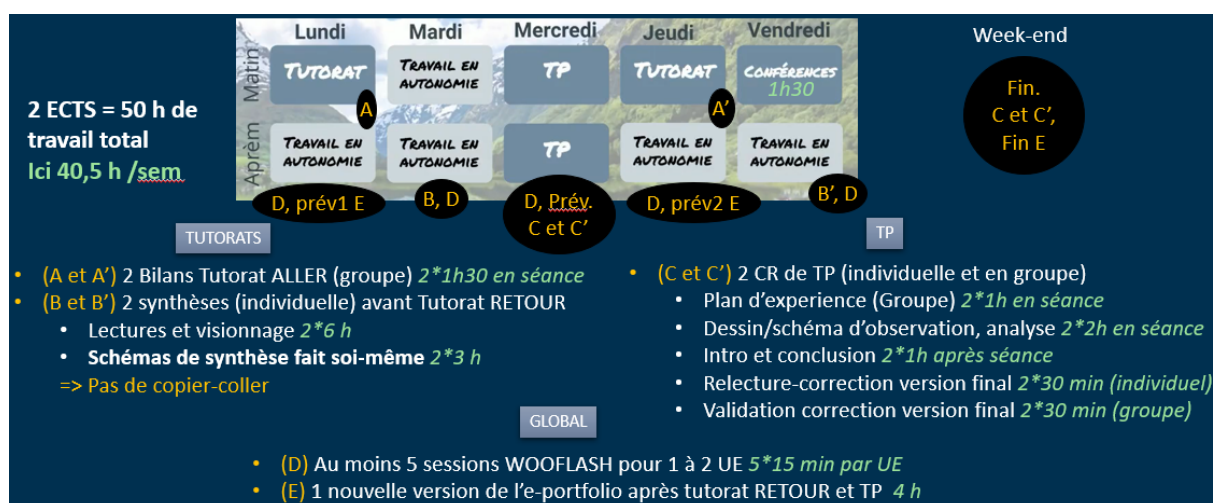 Lundi Mardi Mercredi Jeudi Vendredi
Week-end
Matin
TUTORAT
TRAVAIL EN
AUTONOMIE
TP
TUTORAT
CONFÉRENCES
1h30
A
A'
Fin.
C et C',
Fin E
2 ECTS = 50 h de
travail total
Ici 40,5 h /sem
Aprèm
TRAVAIL EN
AUTONOMIE
TRAVAIL EN
AUTONOMIE
TP
TRAVAIL EN
AUTONOMIE
TRAVAIL EN
AUTONOMIE
D, prév1 E
B, D
D, Prév.
C et C'
D, prév2 E
B', D
TUTORATS
• (A et A') 2 Bilans Tutorat ALLER (groupe) 2*1h30 en séance
• (B et B') 2 synthèses (individuelle) avant Tutorat RETOUR
• Lectures et visionnage 2*6 h
• Schémas de synthèse fait soi-même 2*3 h
=> Pas de copier-coller
TP
• (C et C') 2 CR de TP (individuelle et en groupe)
• Plan d'experience (Groupe) 2*1h en séance
• Dessin/schéma d'observation, analyse 2*2h en séance
• Intro et conclusion 2*1h après séance
• Relecture-correction version final 2*30 min (individuel)
• Validation correction version final 2*30 min (groupe)
GLOBAL
• (D) Au moins 5 sessions WOOFLASH pour 1 à 2 UE 5*15 min par UE
• (E) 1 nouvelle version de l'e-portfolio après tutorat RETOUR et TP 4 h